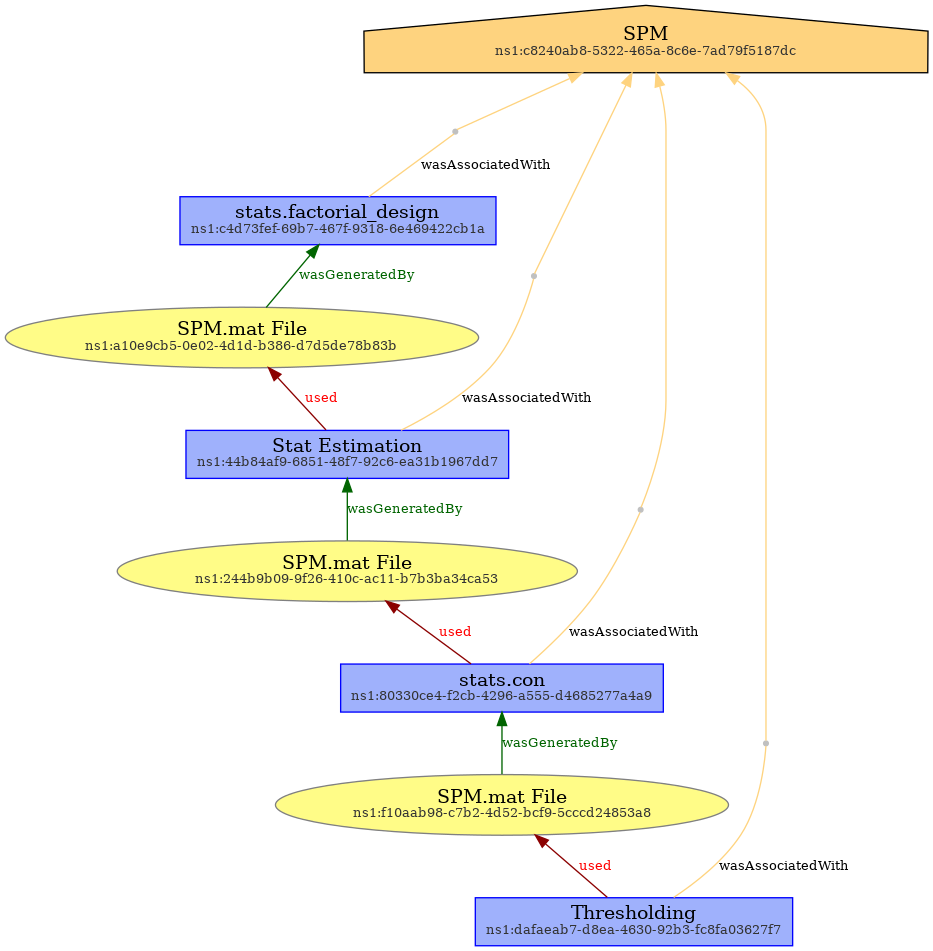 SPM
ns1:c8240ab8-5322-465a-8c6e-7ad79f5187dc
wasAssociatedWith
stats.factorial_design
ns1:c4d73fef-69b7-467f-9318-6e469422cb1a
wasGeneratedBy
SPM.mat File
ns1:a10e9cb5-0e02-4d1d-b386-d7d5de78b83b
used
wasAssociatedWith
Stat Estimation
ns1:44b84af9-6851-48f7-92c6-ea31b1967dd7
wasGeneratedBy
SPM.mat File
ns1:244b9b09-9f26-410c-ac11-b7b3ba34ca53
used
wasAssociatedWith
stats.con
ns1:80330ce4-f2cb-4296-a555-d4685277a4a9
wasGeneratedBy
SPM.mat File
ns1:f10aab98-c7b2-4d52-bcf9-5cccd24853a8
used
wasAssociatedWith
Thresholding
ns1:dafaeab7-d8ea-4630-92b3-fc8fa03627f7